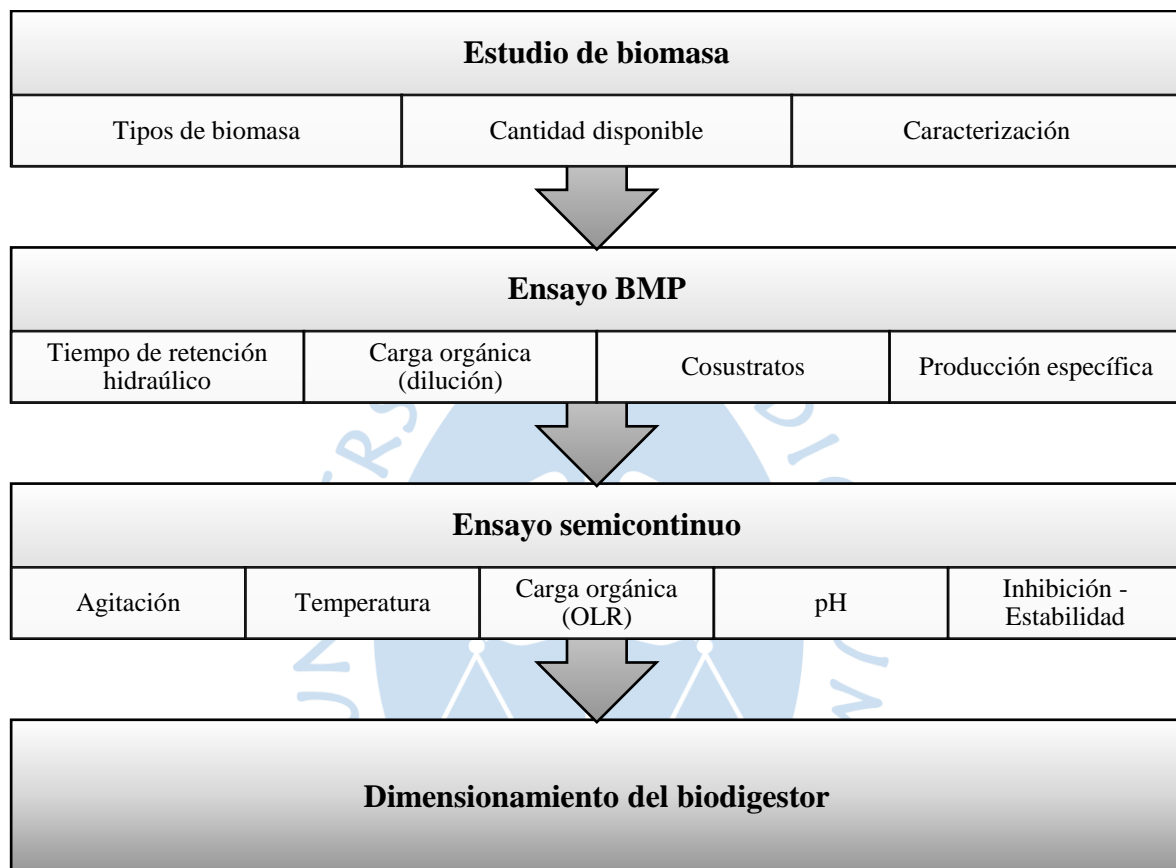 Estudio de biomasa
Tipos de biomasa
Cantidad disponible
Caracterización
Ensayo BMP
Tiempo de retención
hidraúlico
Carga orgánica
(dilución)
Cosustratos
Producción específica
Ensayo semicontinuo
Agitación
Temperatura
Carga orgánica
(OLR)
pH
Inhibición -
Estabilidad
Dimensionamiento del biodigestor